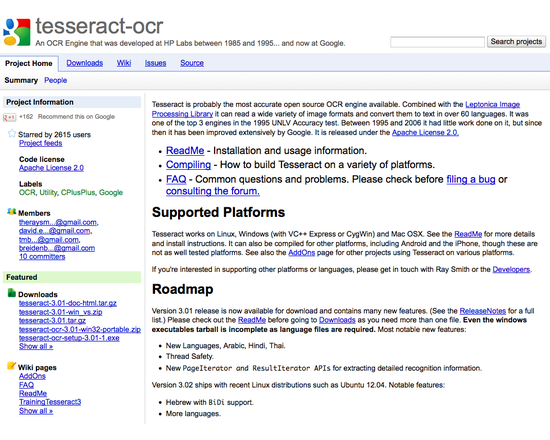 tesseract-ocr
An OCR Engine that was developed at HP Labs between 1985 and 1995... and now at Google.
Search projects
Project Home Downloads Wiki Issues Source
Summary People
Project Information
+162 Recommend this on Google
Starred by 2615 users
Project feeds
Code license
Apache License 2.0
Labels
OCR, Utility, CPlusPlus, Google
Members
theraysm...@gmail.com,
david.e...@gmail.com,
tmb...@gmail.com,
breidenb...@gmail.com
10 committers
Featured
Downloads
tesseract-3.01-doc-html.tar.gz
tesseract-3.01-win_vs.zip
tesseract-3.01.tar.gz
tesseract-ocr-3.01-win32-portable.zip
tesseract-ocr-setup-3.01-1.exe
Show all »
Wiki pages
AddOns
FAQ
ReadMe
TrainingTesseract3
Show all »
Tesseract is probably the most accurate open source OCR engine available. Combined with the Leptonica Image
Processing Library it can read a wide variety of image formats and convert them to text in over 60 languages. It was
one of the top 3 engines in the 1995 UNLV Accuracy test. Between 1995 and 2006 it had little work done on it, but since
then it has been improved extensively by Google. It is released under the Apache License 2.0.
• ReadMe - Installation and usage information.
• Compiling - How to build Tesseract on a variety of platforms.
• FAQ - Common questions and problems. Please check before filing a bug or
consulting the forum.
Supported Platforms
Tesseract works on Linux, Windows (with VC++ Express or CygWin) and Mac OSX. See the ReadMe for more details
and install instructions. It can also be compiled for other platforms, including Android and the iPhone, though these are
not as well tested platforms. See also the AddOns page for other projects using Tesseract on various platforms.
If you're interested in supporting other platforms or languages, please get in touch with Ray Smith or the Developers.
Roadmap
Version 3.01 release is now available for download and contains many new features. (See the ReleaseNotes for a full
list.) Please check out the ReadMe before going to Downloads as you need more than one file. Even the windows
executables tarball is incomplete as language files are required. Most notable new features:
• New Languages, Arabic, Hindi, Thai.
• Thread Safety.
• New PageIterator and ResultIterator APIs for extracting detailed recognition information.
Version 3.02 ships with recent Linux distributions such as Ubuntu 12.04. Notable features:
• Hebrew with BiDi support.
• More languages.